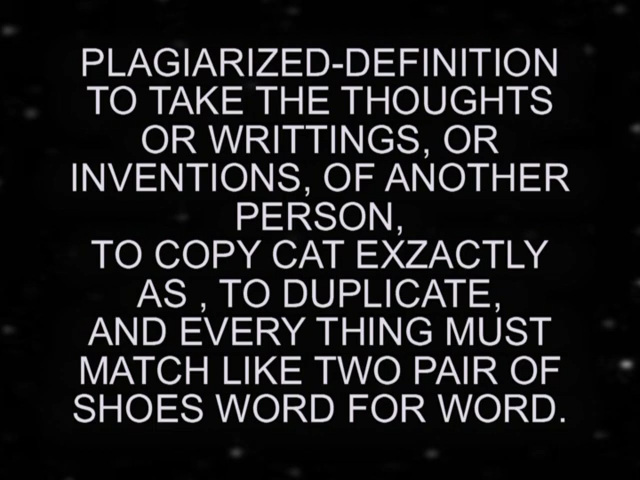 PLAGIARIZED-DEFINITION
TO TAKE THE THOUGHTS
OR WRITTINGS, OR
INVENTIONS, OF ANOTHER
PERSON,
TO COPY CAT EXZACTLY
AS , TO DUPLICATE,
AND EVERY THING MUST
MATCH LIKE TWO PAIR OF
SHOES WORD FOR WORD.